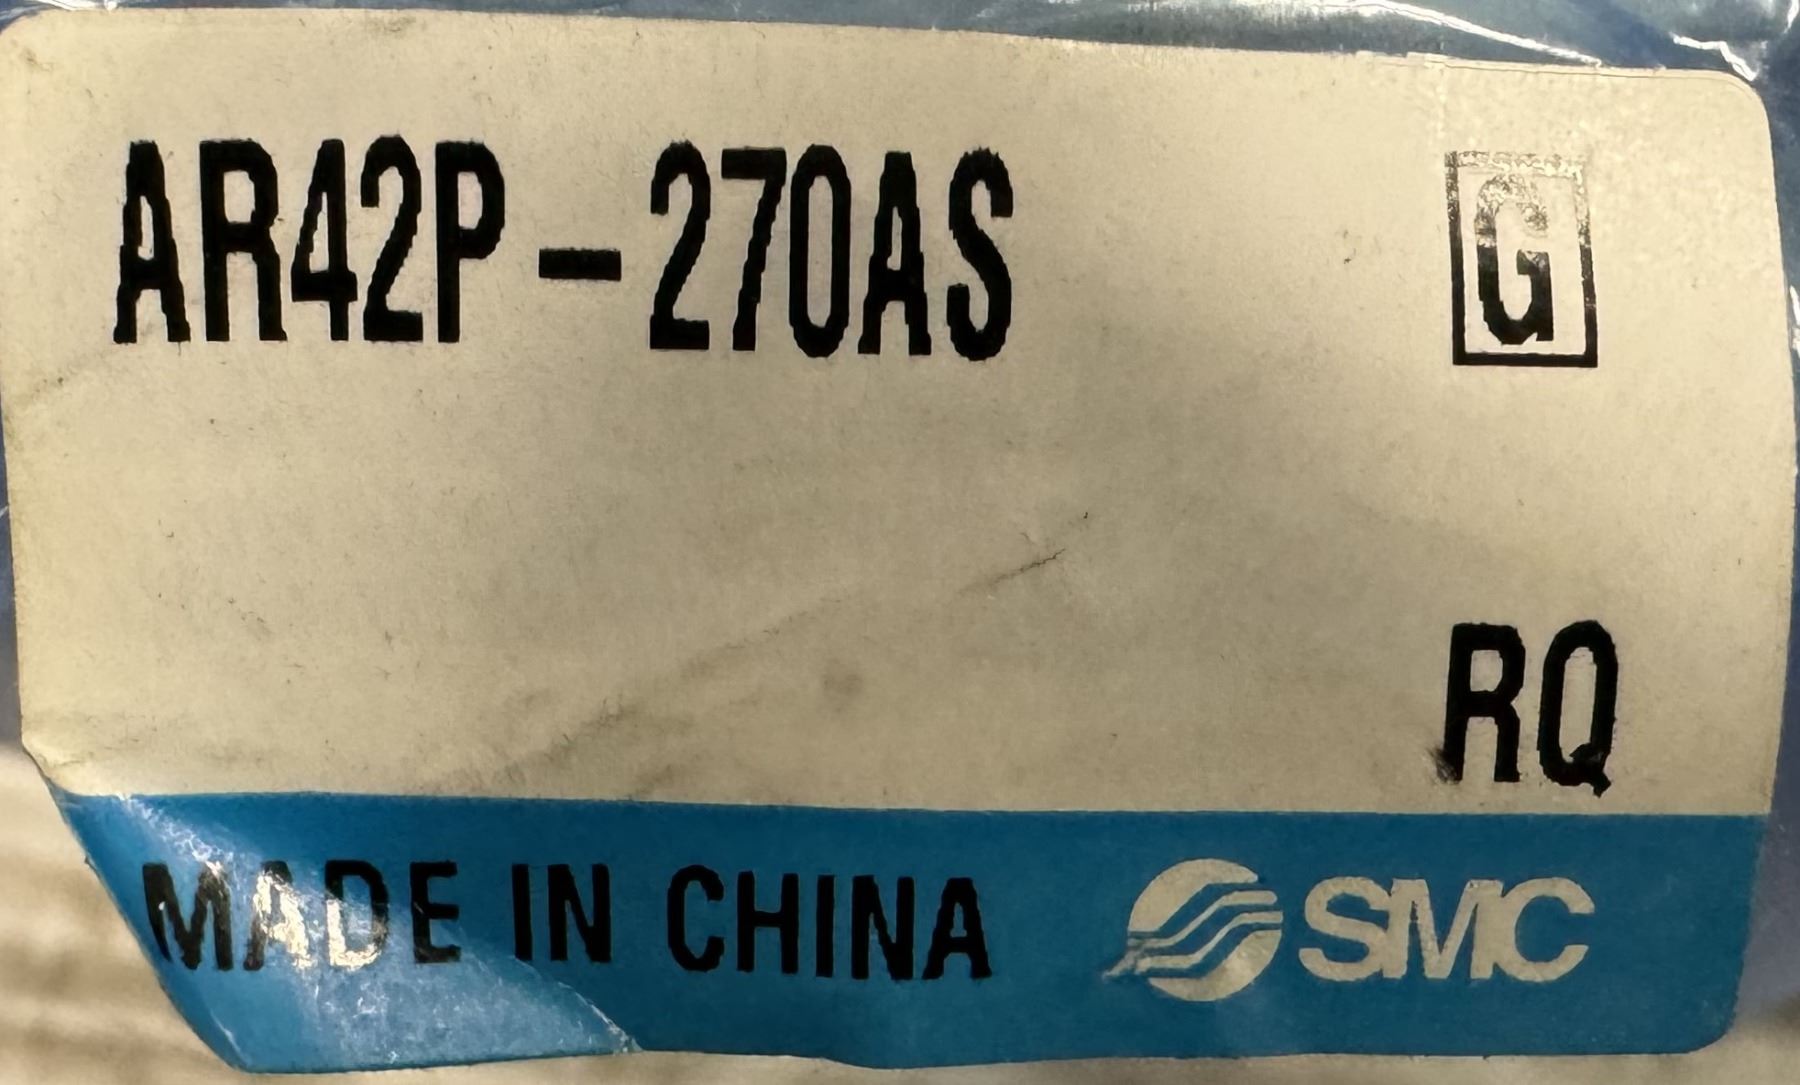 AR42P-270AS G
RQ
MADE IN CHINA SMC